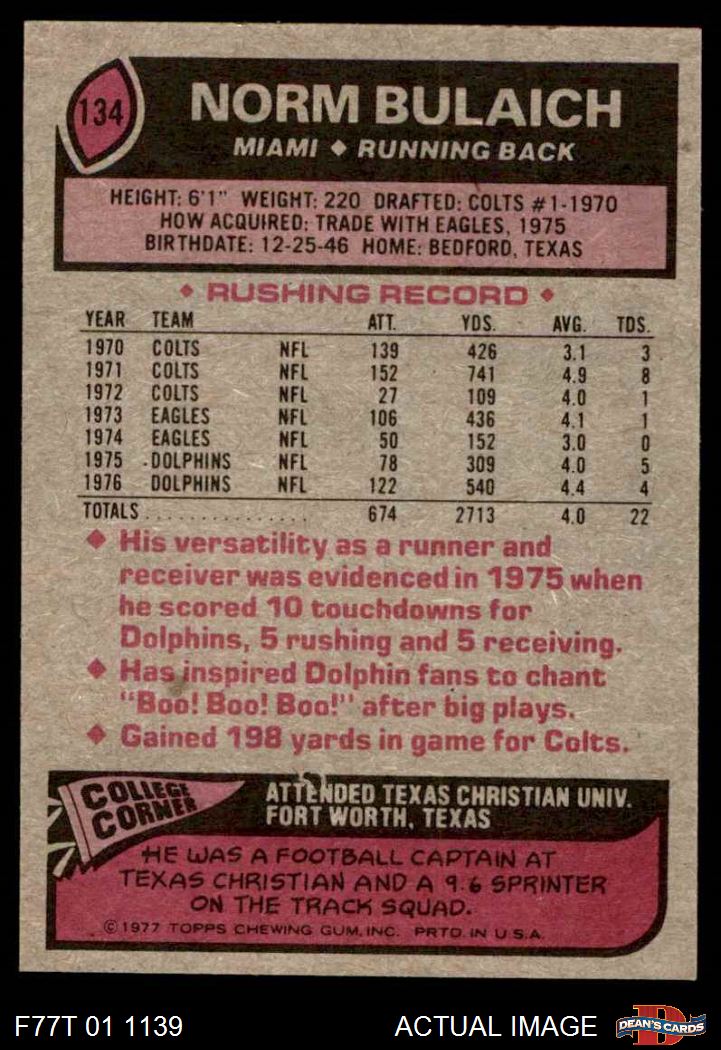 134
NORM BULAICH
MIAMI ◆ RUNNING BACK
HEIGHT: 6'1" WEIGHT: 220 DRAFTED: COLTS #1-1970
HOW ACQUIRED: TRADE WITH EAGLES, 1975
BIRTHDATE: 12-25-46 HOME: BEDFORD, TEXAS
◆ RUSHING RECORD ◆
YEAR TEAM ATT. YDS. AVG. TDS.
1970 COLTS NFL 139 426 3.1 3
1971 COLTS NFL 152 741 4.9 8
1972 COLTS NFL 27 109 4.0 1
1973 EAGLES NFL 106 436 4.1 1
1974 EAGLES NFL 50 152 3.0 0
1975 DOLPHINS NFL 78 309 4.0 5
1976 DOLPHINS NFL 122 540 4.4 4
TOTALS................ 674 2713 4.0 22
◆ His versatility as a runner and
receiver was evidenced in 1975 when
he scored 10 touchdowns for
Dolphins, 5 rushing and 5 receiving.
◆ Has inspired Dolphin fans to chant
"Boo! Boo! Boo!" after big plays.
◆ Gained 198 yards in game for Colts.
COLLEGE
CORNER
ATTENDED TEXAS CHRISTIAN UNIV.
FORT WORTH, TEXAS
HE WAS A FOOTBALL CAPTAIN AT
TEXAS CHRISTIAN AND A 9.6 SPRINTER
ON THE TRACK SQUAD.
© 1977 TOPPS CHEWING GUM, INC. PRTD. IN U.S.A.
F77T 01 1139
ACTUAL IMAGE
D
DEAN'S CARDS